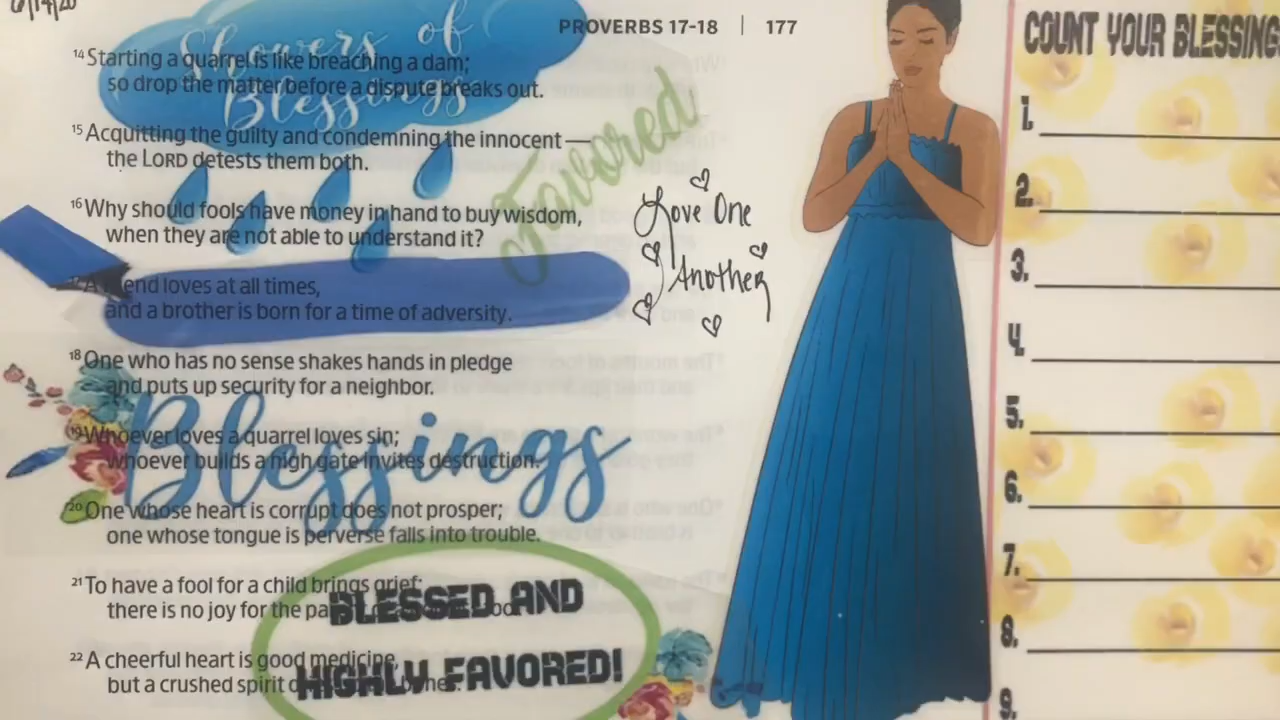 6/14/20
PROVERBS 17-18 | 177
Showers of
Blessings
14 Starting a quarrel is like breaching a dam;
so drop the matter before a dispute breaks out.
15 Acquitting the guilty and condemning the innocent —
the LORD detests them both.
16 Why should fools have money in hand to buy wisdom,
when they are not able to understand it?
17 A friend loves at all times,
and a brother is born for a time of adversity.
18 One who has no sense shakes hands in pledge
and puts up security for a neighbor.
19 Whoever loves a quarrel loves sin;
whoever builds a high gate invites destruction.
20 One whose heart is corrupt does not prosper;
one whose tongue is perverse falls into trouble.
21 To have a fool for a child brings grief;
there is no joy for the
22 A cheerful heart is good medicine,
but a crushed spirit
Favored
Love One
Another
Blessings
BLESSED AND
HIGHLY FAVORED!
COUNT YOUR BLESSING
1.
2.
3.
4.
5.
6.
7.
8.
9.